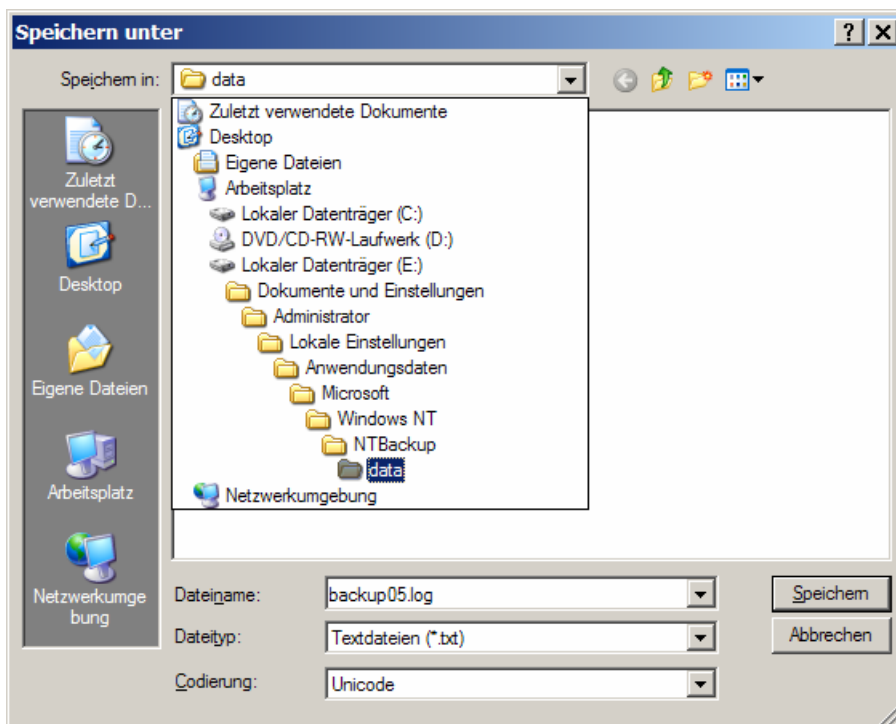 Speichern unter
Speichern in: data
Zuletzt verwendete Dokumente
Desktop
Eigene Dateien
Arbeitsplatz
Lokaler Datenträger (C:)
DVD/CD-RW-Laufwerk (D:)
Lokaler Datenträger (E:)
Dokumente und Einstellungen
Administrator
Lokale Einstellungen
Anwendungsdaten
Microsoft
Windows NT
NTBackup
data
Netzwerkumgebung
Zuletzt
verwendete D...
Desktop
Eigene Dateien
Arbeitsplatz
Netzwerkumge
bung
Dateiname: backup05.log Speichern
Dateityp: Textdateien (*.txt) Abbrechen
Codierung: Unicode